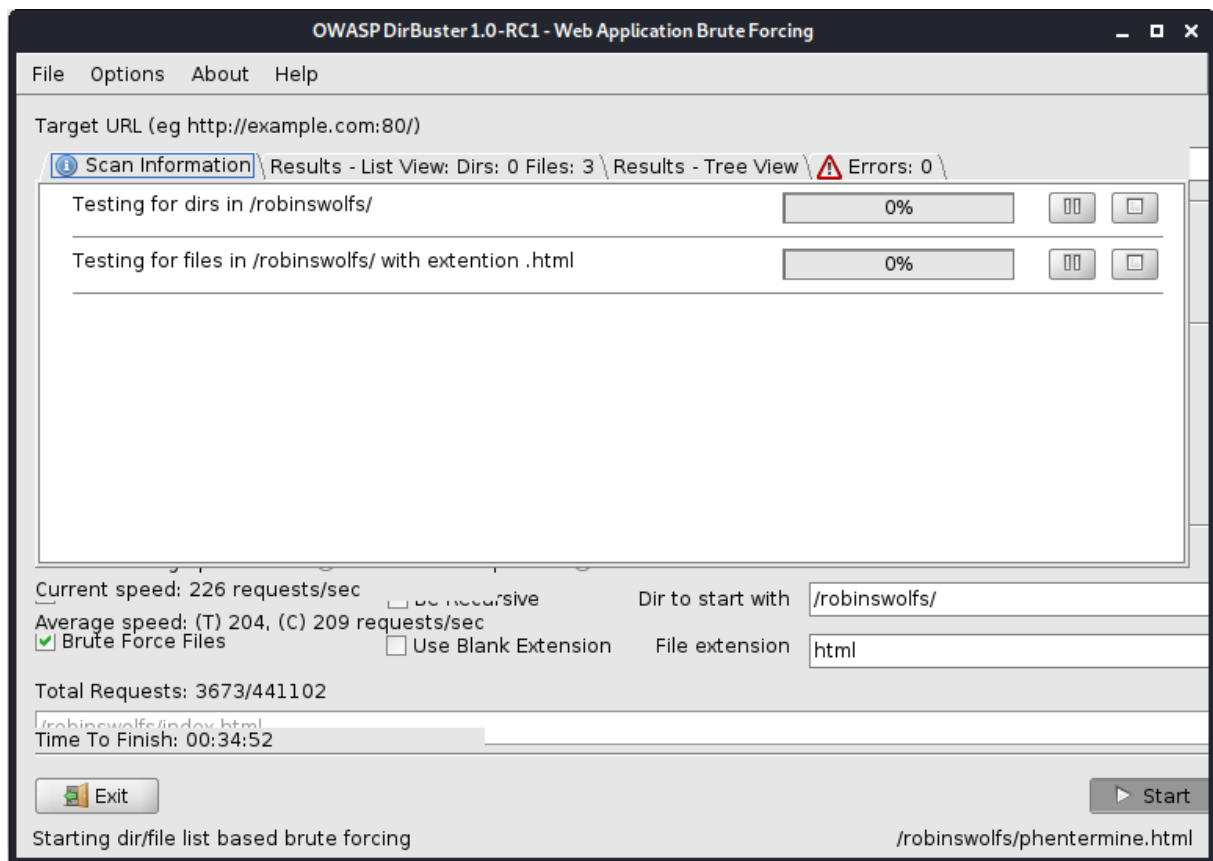 OWASP DirBuster 1.0-RC1 - Web Application Brute Forcing
File Options About Help
Target URL (eg http://example.com:80/)
Scan Information Results - List View: Dirs: 0 Files: 3 Results - Tree View Errors: 0
Testing for dirs in /robinswolfs/ 0%
Testing for files in /robinswolfs/ with extention .html 0%
Current speed: 226 requests/sec
Be Recursive Dir to start with /robinswolfs/
Average speed: (T) 204, (C) 209 requests/sec
Brute Force Files Use Blank Extension File extension html
Total Requests: 3673/441102
/robinswolfs/index.html
Time To Finish: 00:34:52
Exit Start
Starting dir/file list based brute forcing /robinswolfs/phentermine.html